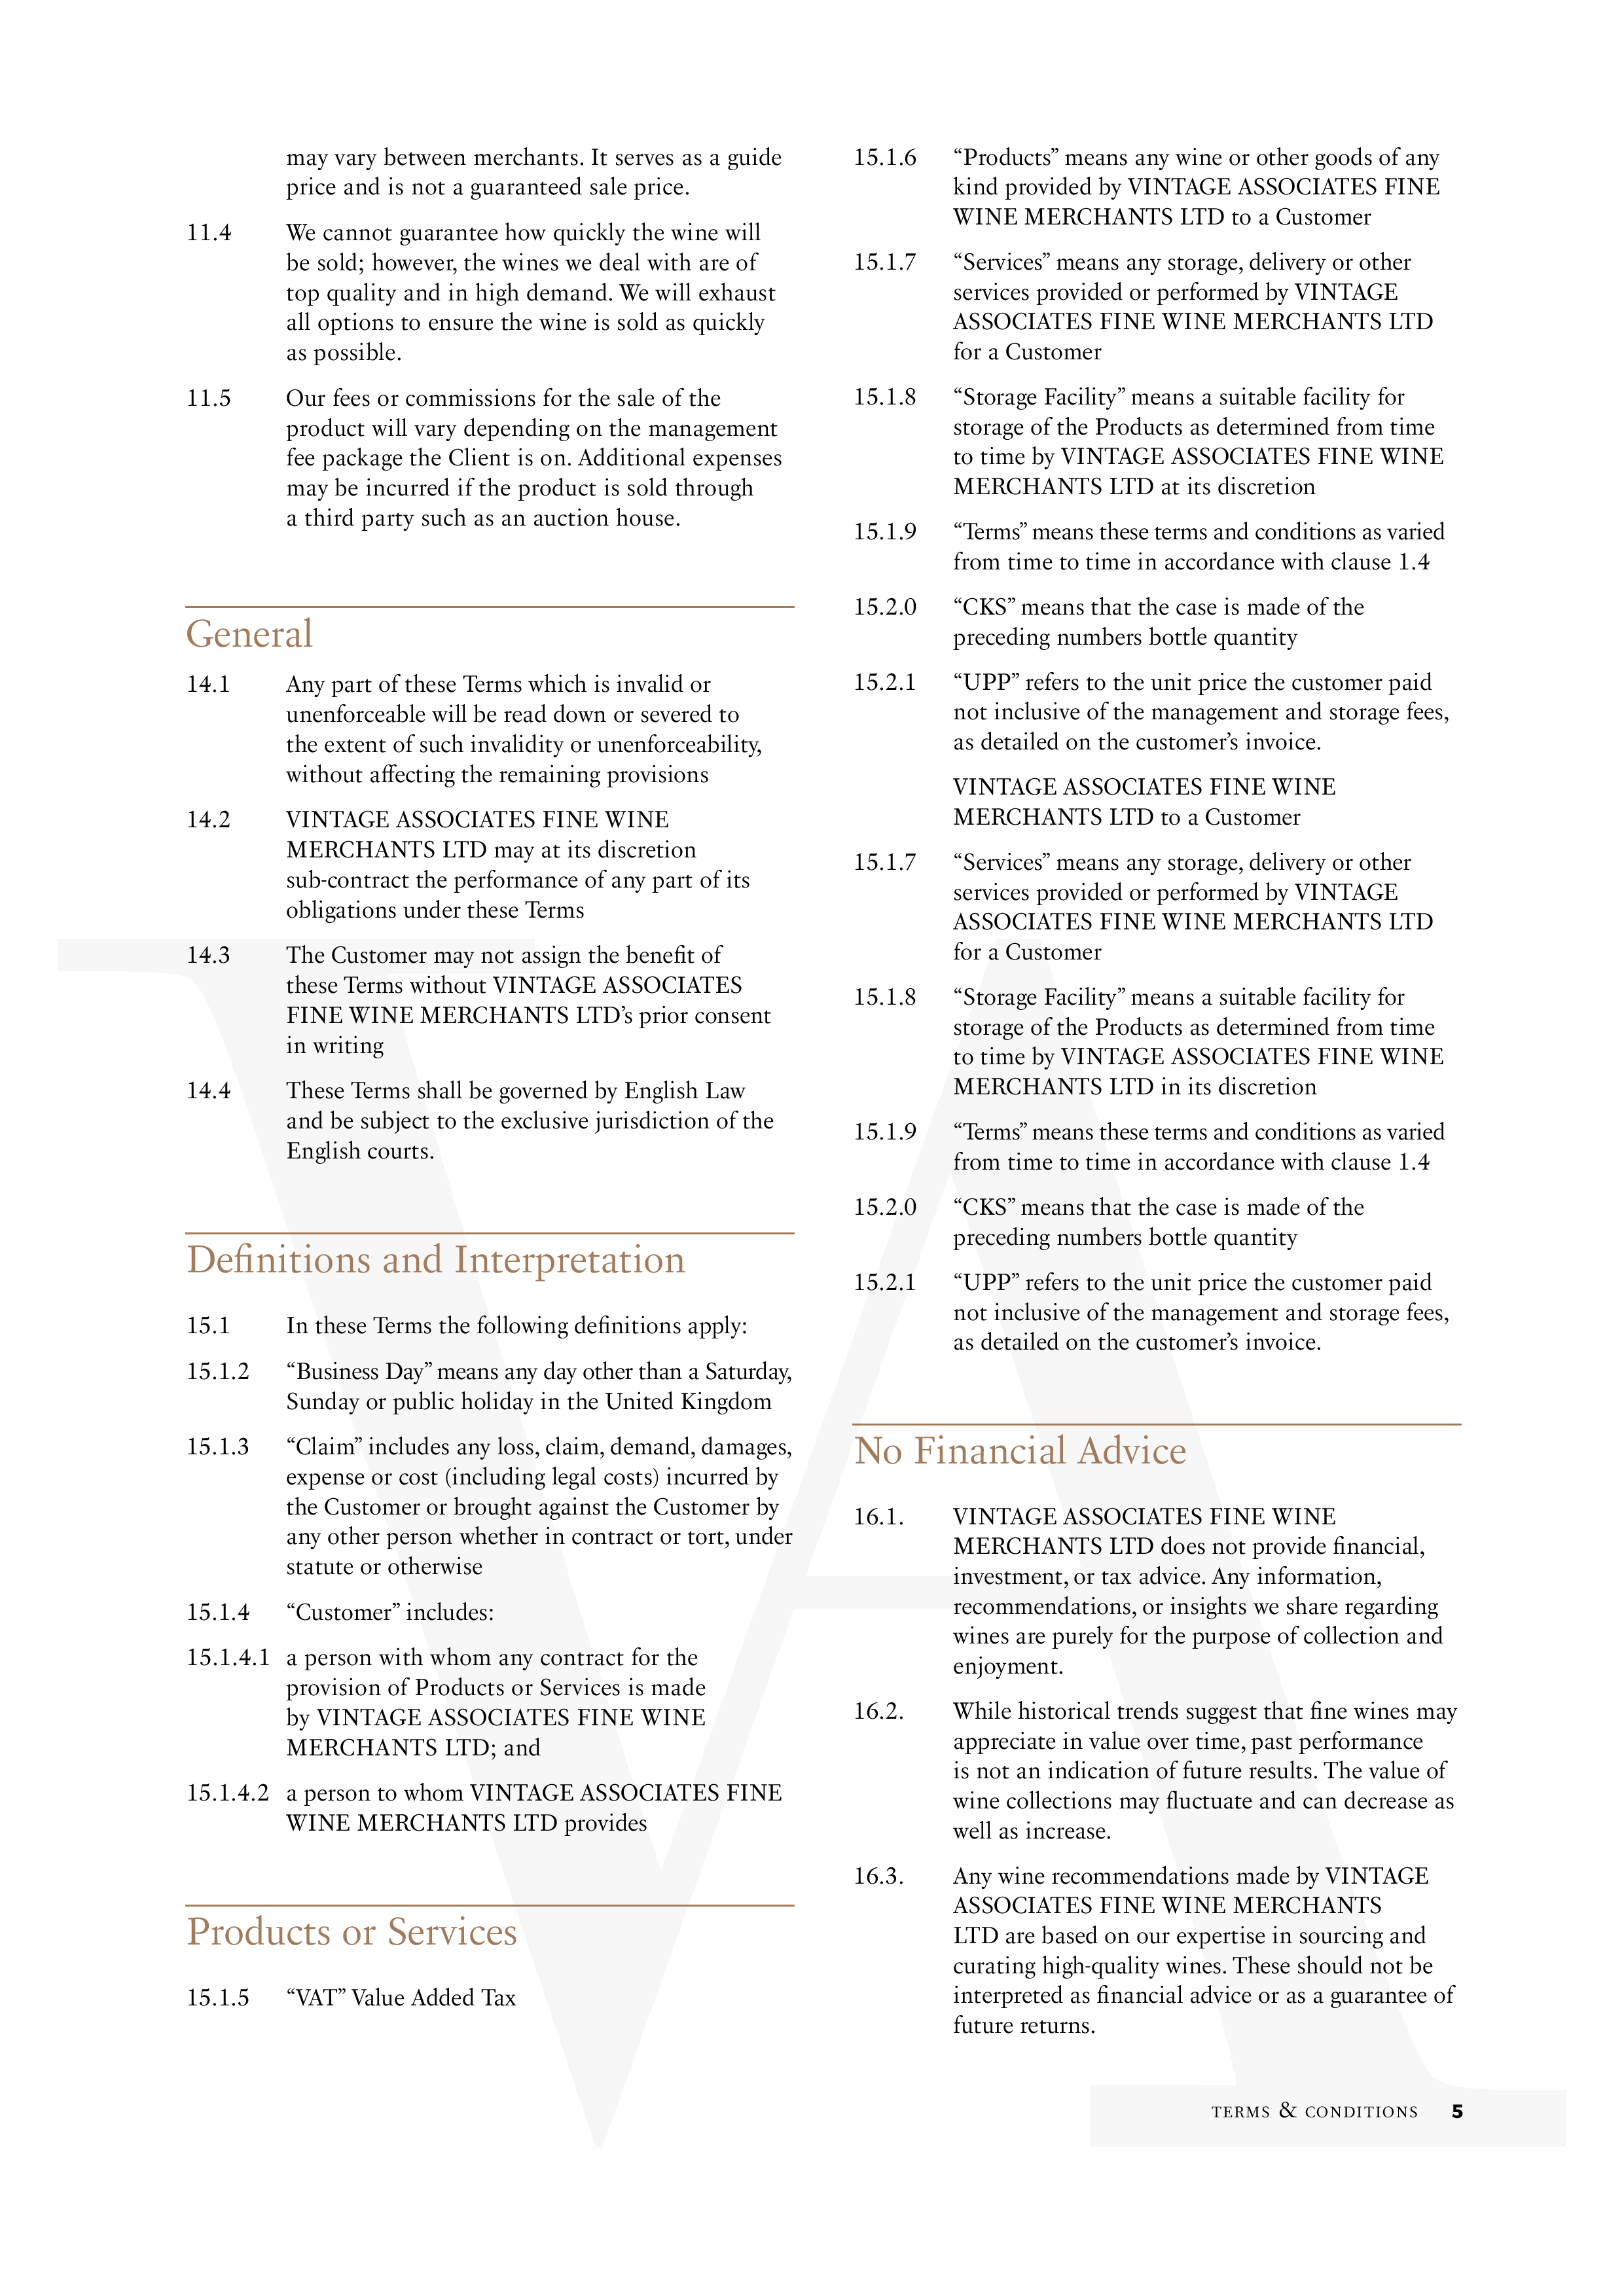 may vary between merchants. It serves as a guide
price and is not a guaranteed sale price.
11.4 We cannot guarantee how quickly the wine will
be sold; however, the wines we deal with are of
top quality and in high demand. We will exhaust
all options to ensure the wine is sold as quickly
as possible.
11.5 Our fees or commissions for the sale of the
product will vary depending on the management
fee package the Client is on. Additional expenses
may be incurred if the product is sold through
a third party such as an auction house.
General
14.1 Any part of these Terms which is invalid or
unenforceable will be read down or severed to
the extent of such invalidity or unenforceability,
without affecting the remaining provisions
14.2 VINTAGE ASSOCIATES FINE WINE
MERCHANTS LTD may at its discretion
sub-contract the performance of any part of its
obligations under these Terms
14.3 The Customer may not assign the benefit of
these Terms without VINTAGE ASSOCIATES
FINE WINE MERCHANTS LTD’s prior consent
in writing
14.4 These Terms shall be governed by English Law
and be subject to the exclusive jurisdiction of the
English courts.
Definitions and Interpretation
15.1 In these Terms the following definitions apply:
15.1.2 “Business Day” means any day other than a Saturday,
Sunday or public holiday in the United Kingdom
15.1.3 “Claim” includes any loss, claim, demand, damages,
expense or cost (including legal costs) incurred by
the Customer or brought against the Customer by
any other person whether in contract or tort, under
statute or otherwise
15.1.4 “Customer” includes:
15.1.4.1 a person with whom any contract for the
provision of Products or Services is made
by VINTAGE ASSOCIATES FINE WINE
MERCHANTS LTD; and
15.1.4.2 a person to whom VINTAGE ASSOCIATES FINE
WINE MERCHANTS LTD provides
Products or Services
15.1.5 “VAT” Value Added Tax
15.1.6 “Products” means any wine or other goods of any
kind provided by VINTAGE ASSOCIATES FINE
WINE MERCHANTS LTD to a Customer
15.1.7 “Services” means any storage, delivery or other
services provided or performed by VINTAGE
ASSOCIATES FINE WINE MERCHANTS LTD
for a Customer
15.1.8 “Storage Facility” means a suitable facility for
storage of the Products as determined from time
to time by VINTAGE ASSOCIATES FINE WINE
MERCHANTS LTD at its discretion
15.1.9 “Terms” means these terms and conditions as varied
from time to time in accordance with clause 1.4
15.2.0 “CKS” means that the case is made of the
preceding numbers bottle quantity
15.2.1 “UPP” refers to the unit price the customer paid
not inclusive of the management and storage fees,
as detailed on the customer’s invoice.
VINTAGE ASSOCIATES FINE WINE
MERCHANTS LTD to a Customer
15.1.7 “Services” means any storage, delivery or other
services provided or performed by VINTAGE
ASSOCIATES FINE WINE MERCHANTS LTD
for a Customer
15.1.8 “Storage Facility” means a suitable facility for
storage of the Products as determined from time
to time by VINTAGE ASSOCIATES FINE WINE
MERCHANTS LTD in its discretion
15.1.9 “Terms” means these terms and conditions as varied
from time to time in accordance with clause 1.4
15.2.0 “CKS” means that the case is made of the
preceding numbers bottle quantity
15.2.1 “UPP” refers to the unit price the customer paid
not inclusive of the management and storage fees,
as detailed on the customer’s invoice.
No Financial Advice
16.1. VINTAGE ASSOCIATES FINE WINE
MERCHANTS LTD does not provide financial,
investment, or tax advice. Any information,
recommendations, or insights we share regarding
wines are purely for the purpose of collection and
enjoyment.
16.2. While historical trends suggest that fine wines may
appreciate in value over time, past performance
is not an indication of future results. The value of
wine collections may fluctuate and can decrease as
well as increase.
16.3. Any wine recommendations made by VINTAGE
ASSOCIATES FINE WINE MERCHANTS
LTD are based on our expertise in sourcing and
curating high-quality wines. These should not be
interpreted as financial advice or as a guarantee of
future returns.
TERMS & CONDITIONS 5
VA